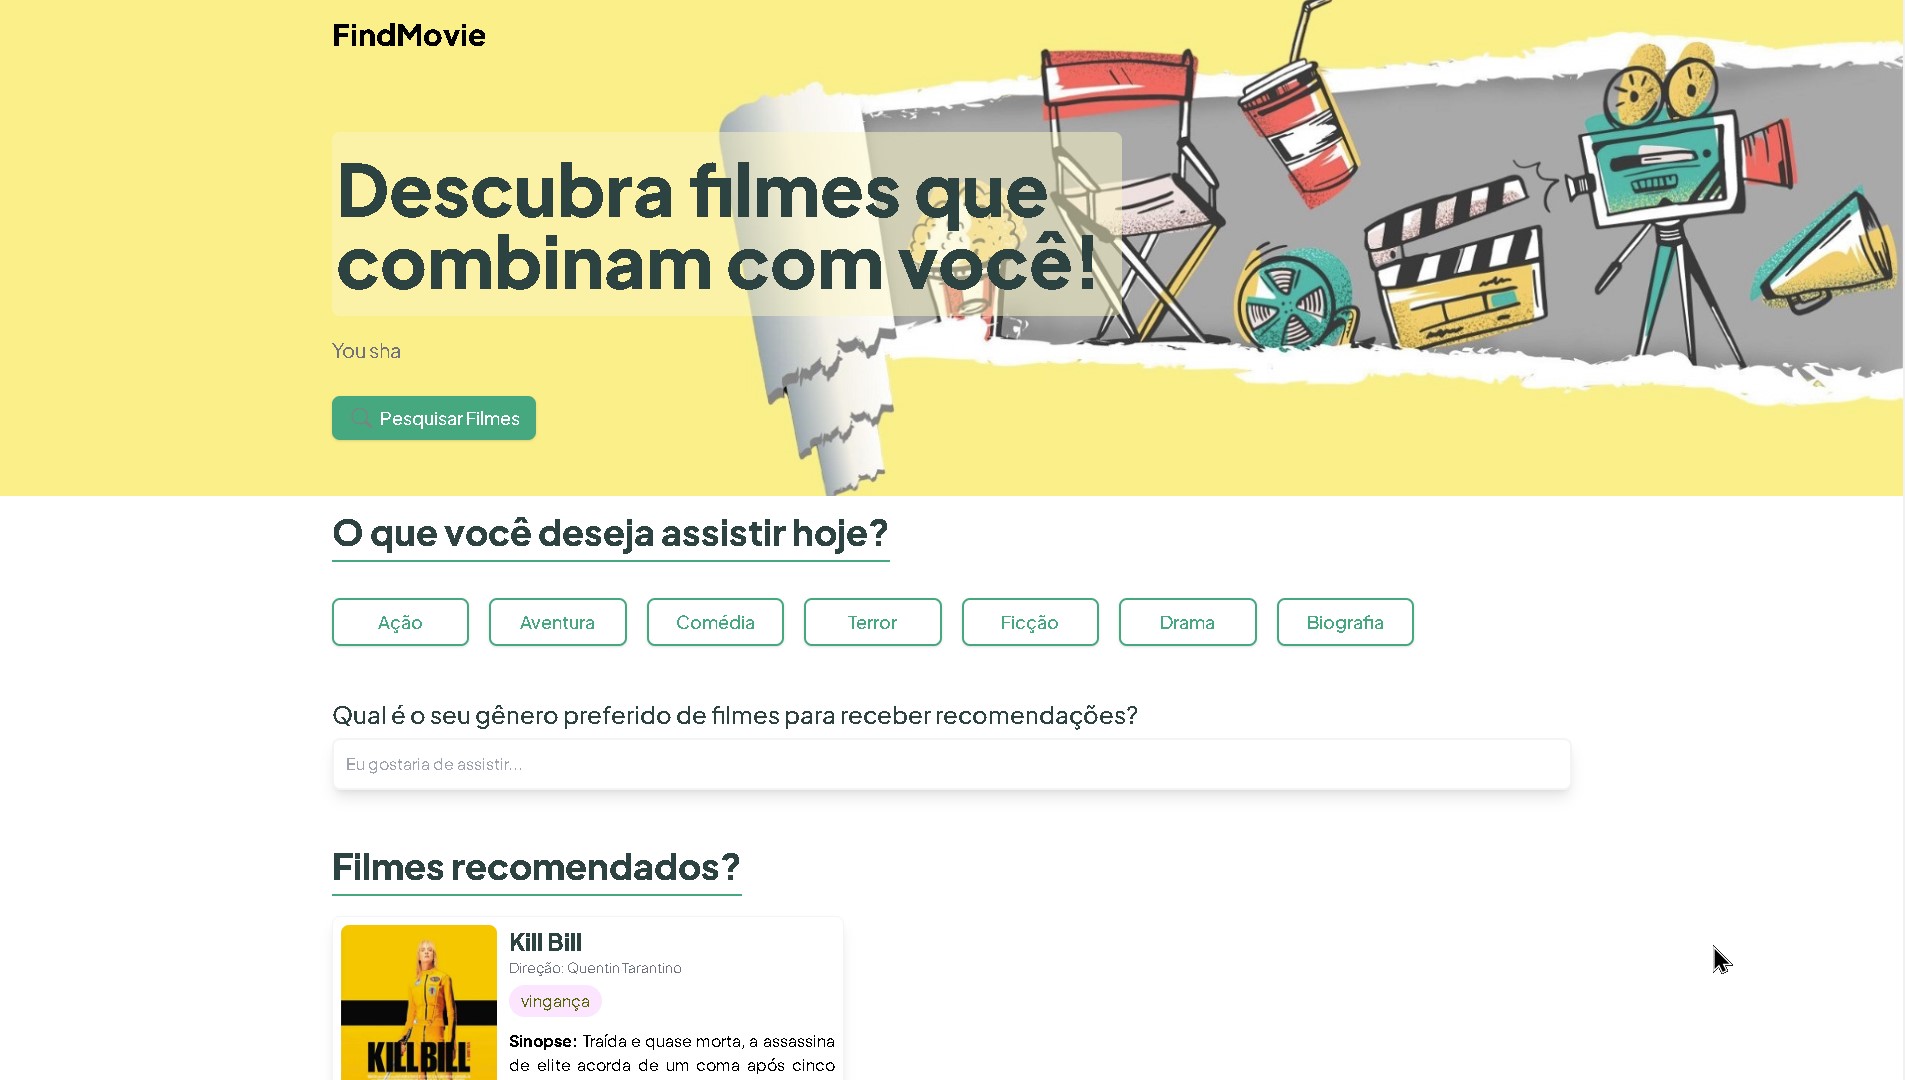 FindMovie
Descubra filmes que
combinam com você!
You sha
Pesquisar Filmes
O que você deseja assistir hoje?
Ação
Aventura
Comédia
Terror
Ficção
Drama
Biografia
Qual é o seu gênero preferido de filmes para receber recomendações?
Eu gostaria de assistir...
Filmes recomendados?
Kill Bill
Direção: Quentin Tarantino
vingança
Sinopse: Traída e quase morta, a assassina
de elite acorda de um coma após cinco
KILL BILL